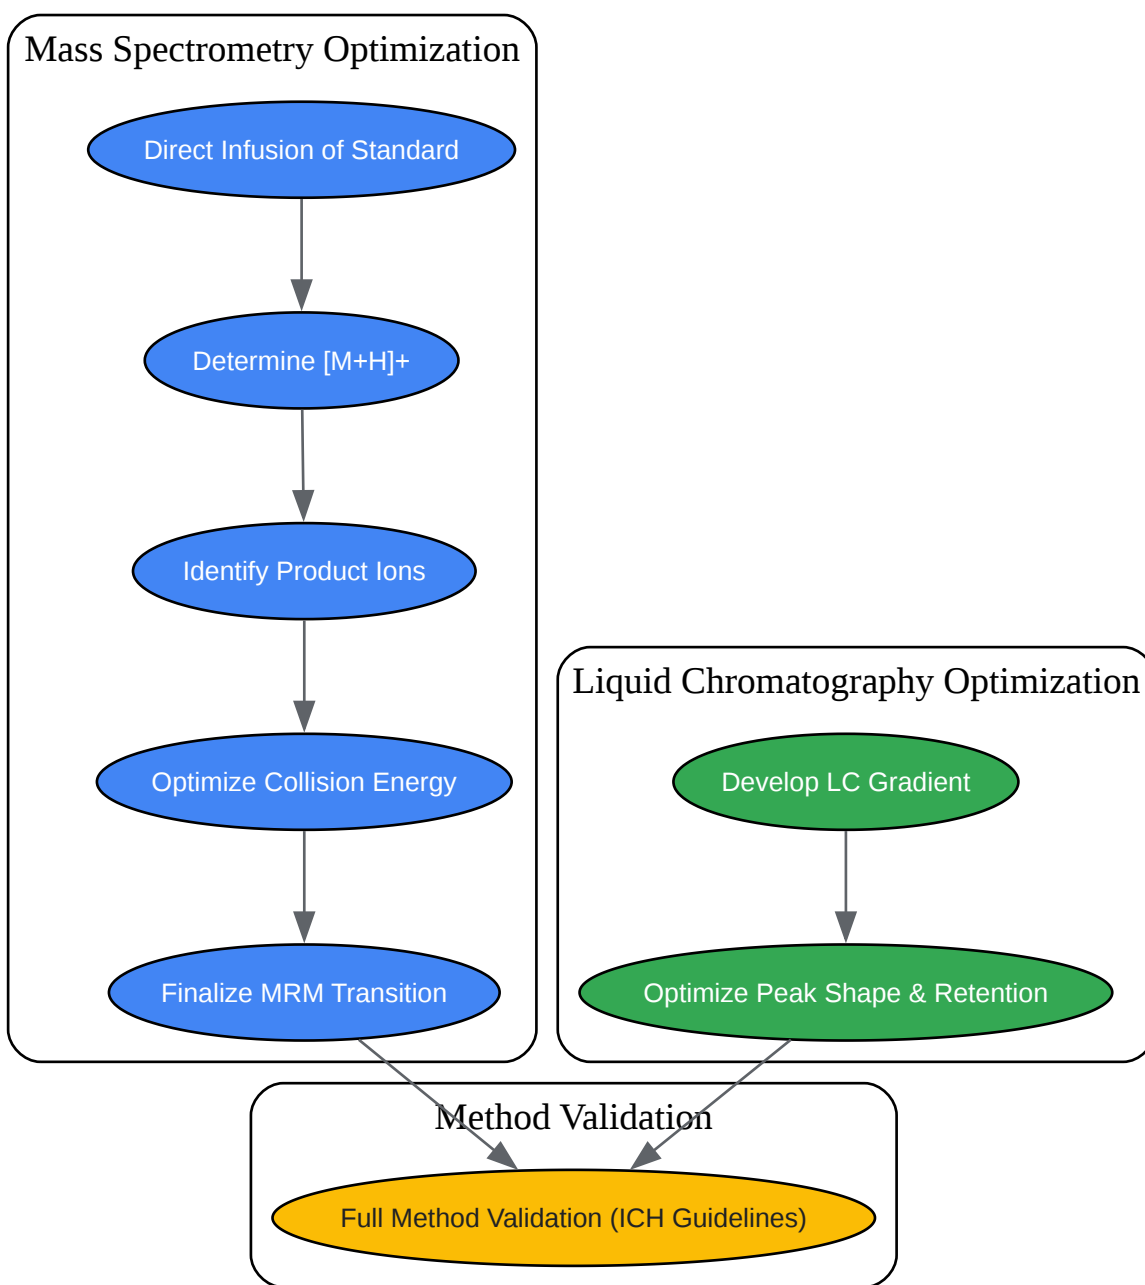 Mass Spectrometry Optimization
Direct Infusion of Standard
Determine [M+H]+
Identify Product Ions
Optimize Collision Energy
Finalize MRM Transition
Liquid Chromatography Optimization
Develop LC Gradient
Optimize Peak Shape & Retention
Method Validation
Full Method Validation (ICH Guidelines)